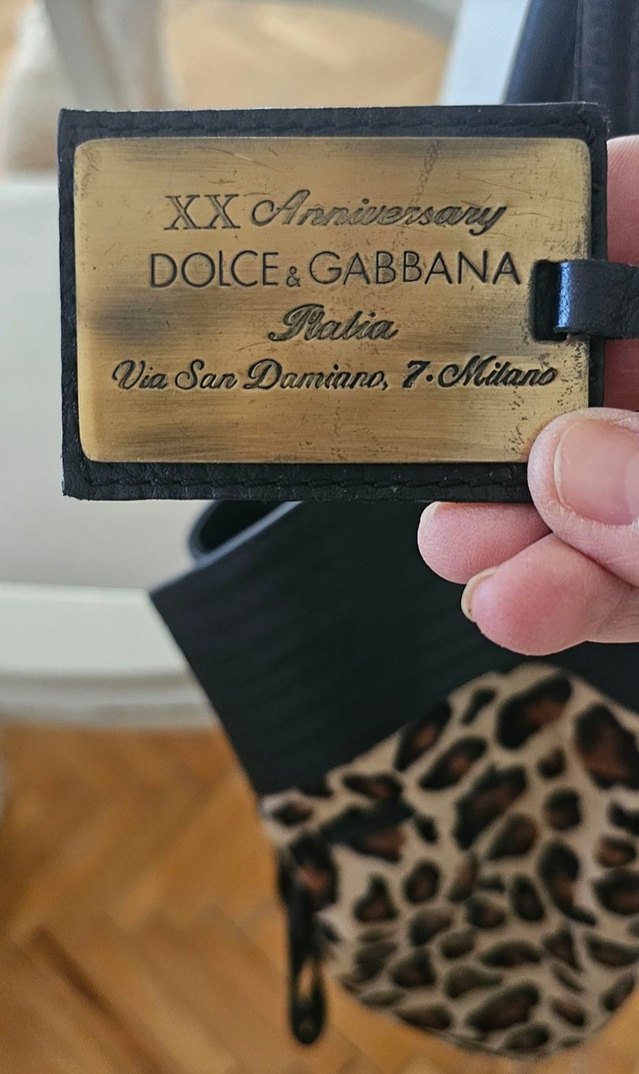 XX Anniversary
DOLCE & GABBANA
Italia
Via San Damiano, 7·Milano